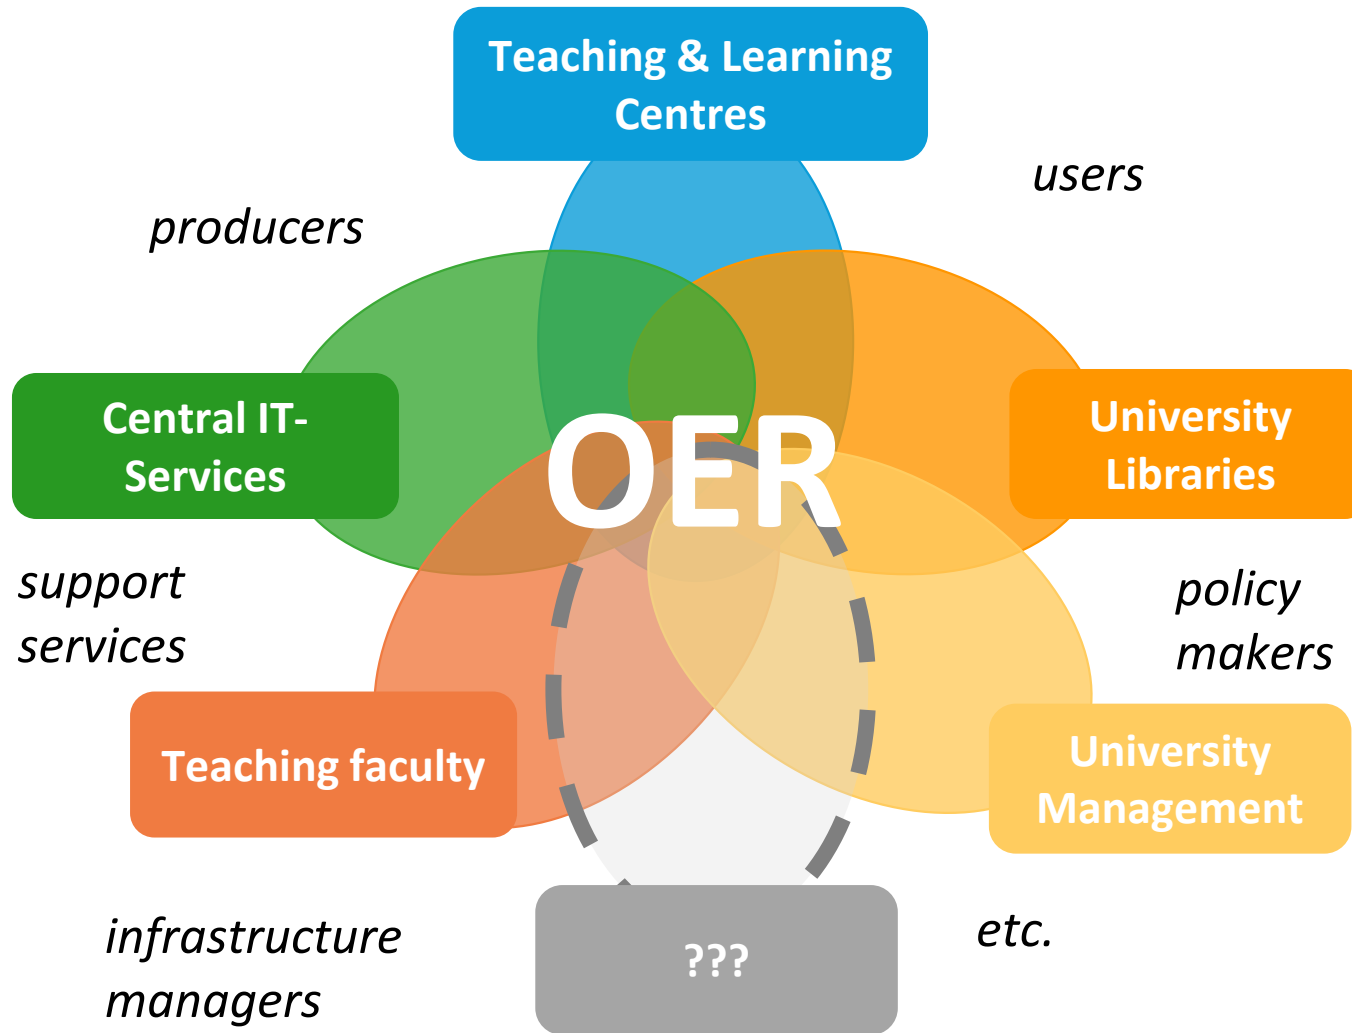 Teaching & Learning
Centres
users
producers
Central IT-
Services
OER
University
Libraries
support
services
policy
makers
Teaching faculty
University
Management
infrastructure
managers
???
etc.